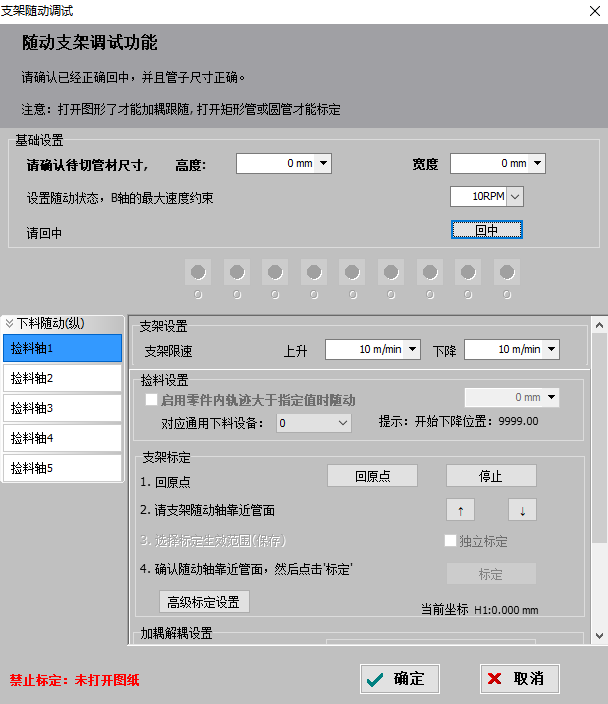 支架随动调试
随动支架调试功能
请确认已经正确回中，并且管子尺寸正确。
注意：打开图形了才能加耦跟随,打开矩形管或圆管才能标定
基础设置
请确认待切管材尺寸, 高度: 0 mm 宽度 0 mm
设置随动状态，B轴的最大速度约束 10RPM
请回中 回中
0 0 0 0 0 0 0 0 0
下料随动(纵)
捡料轴1
捡料轴2
捡料轴3
捡料轴4
捡料轴5
支架设置
支架限速 上升 10 m/min 下降 10 m/min
捡料设置
启用零件内轨迹大于指定值时随动 0 mm
对应通用下料设备: 0 提示: 开始下降位置: 9999.00
支架标定
1. 回原点 回原点 停止
2. 请支架随动轴靠近管面 ↑ ↓
3. 选择标定生效范围(保存) 独立标定
4. 确认随动轴靠近管面，然后点击'标定' 标定
高级标定设置 当前坐标 H1:0.000 mm
加耦解耦设置
禁止标定: 未打开图纸 确定 取消